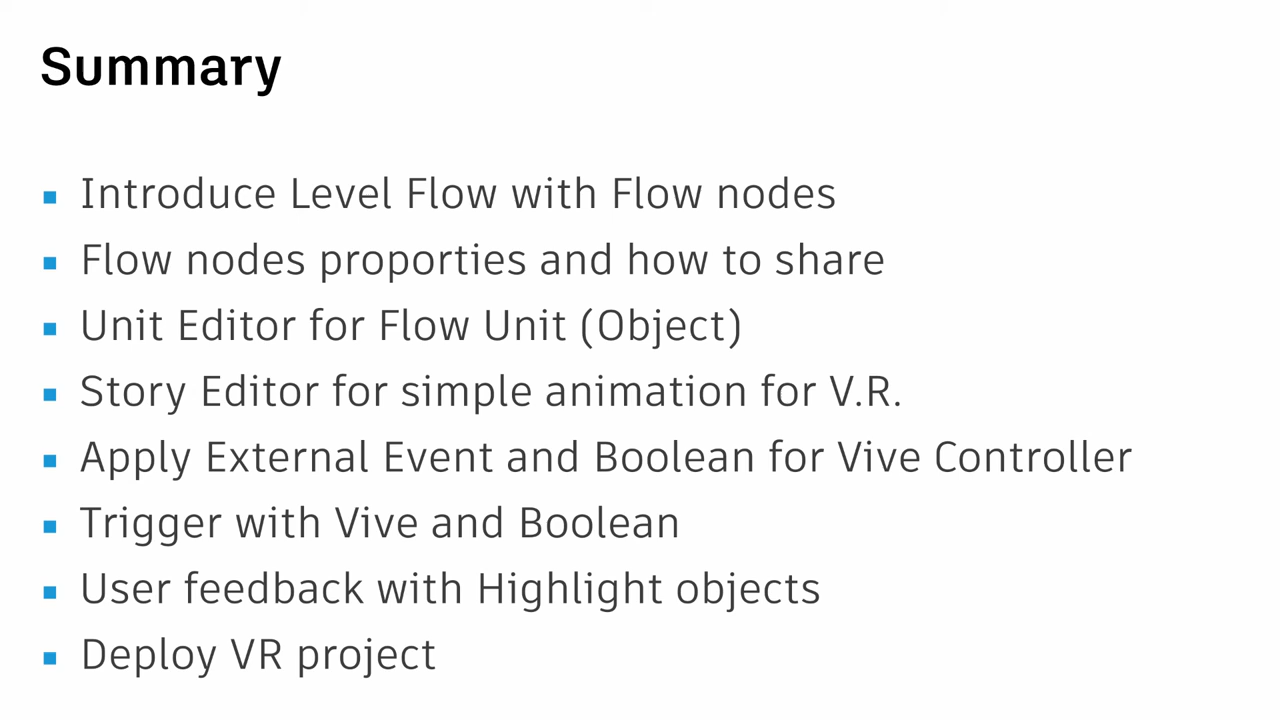 Summary
Introduce Level Flow with Flow nodes
Flow nodes proporties and how to share
Unit Editor for Flow Unit (Object)
Story Editor for simple animation for V.R.
Apply External Event and Boolean for Vive Controller
Trigger with Vive and Boolean
User feedback with Highlight objects
Deploy VR project